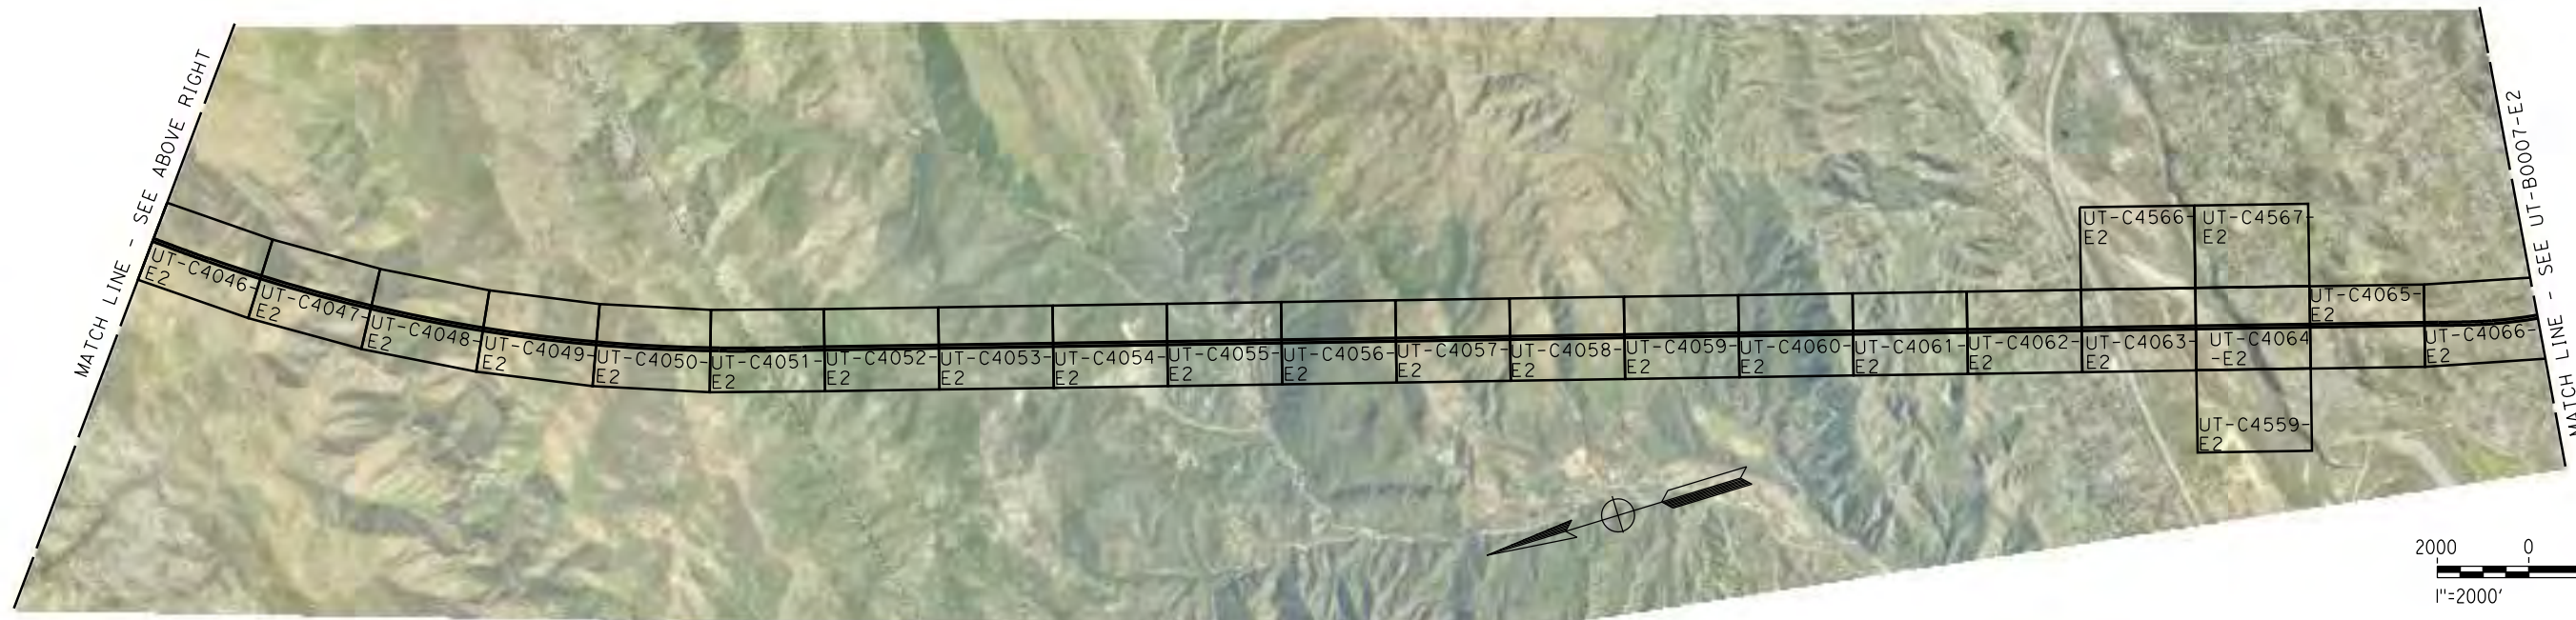 MATCH LINE - SEE ABOVE RIGHT
UT-C4046-
E2
UT-C4047-
E2
UT-C4048-
E2
UT-C4049-
E2
UT-C4050-
E2
UT-C4051-
E2
UT-C4052-
E2
UT-C4053-
E2
UT-C4054-
E2
UT-C4055-
E2
UT-C4056-
E2
UT-C4057-
E2
UT-C4058-
E2
UT-C4059-
E2
UT-C4060-
E2
UT-C4061-
E2
UT-C4062-
E2
UT-C4063-
E2
UT-C4566-
E2
UT-C4567-
E2
UT-C4064
-E2
UT-C4559-
E2
UT-C4065-
E2
UT-C4066-
E2
MATCH LINE - SEE UT-B0007-E2
2000 0
1"=2000'